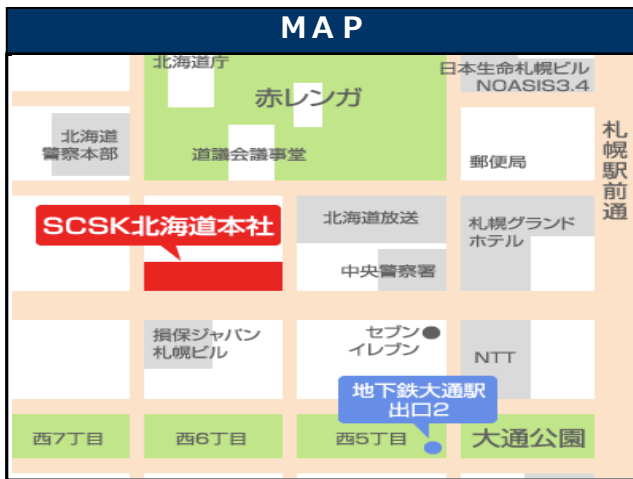 MAP
北海道庁
赤レンガ
日本生命札幌ビル
NOASIS3.4
北海道
警察本部
道議会議事堂
郵便局
札幌駅前通
SCSK北海道本社
北海道放送
札幌グランド
ホテル
中央警察署
損保ジャパン
札幌ビル
セブン
イレブン
NTT
地下鉄大通駅
出口2
西7丁目
西6丁目
西5丁目
大通公園